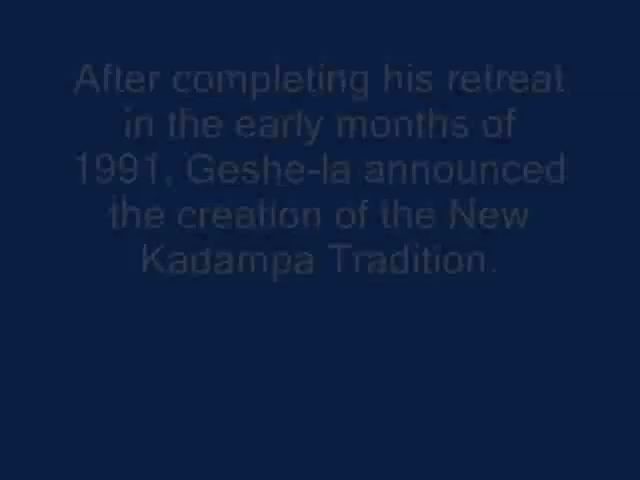 After completing his retreat
in the early months of
1991, Geshe-la announced
the creation of the New
Kadampa Tradition.